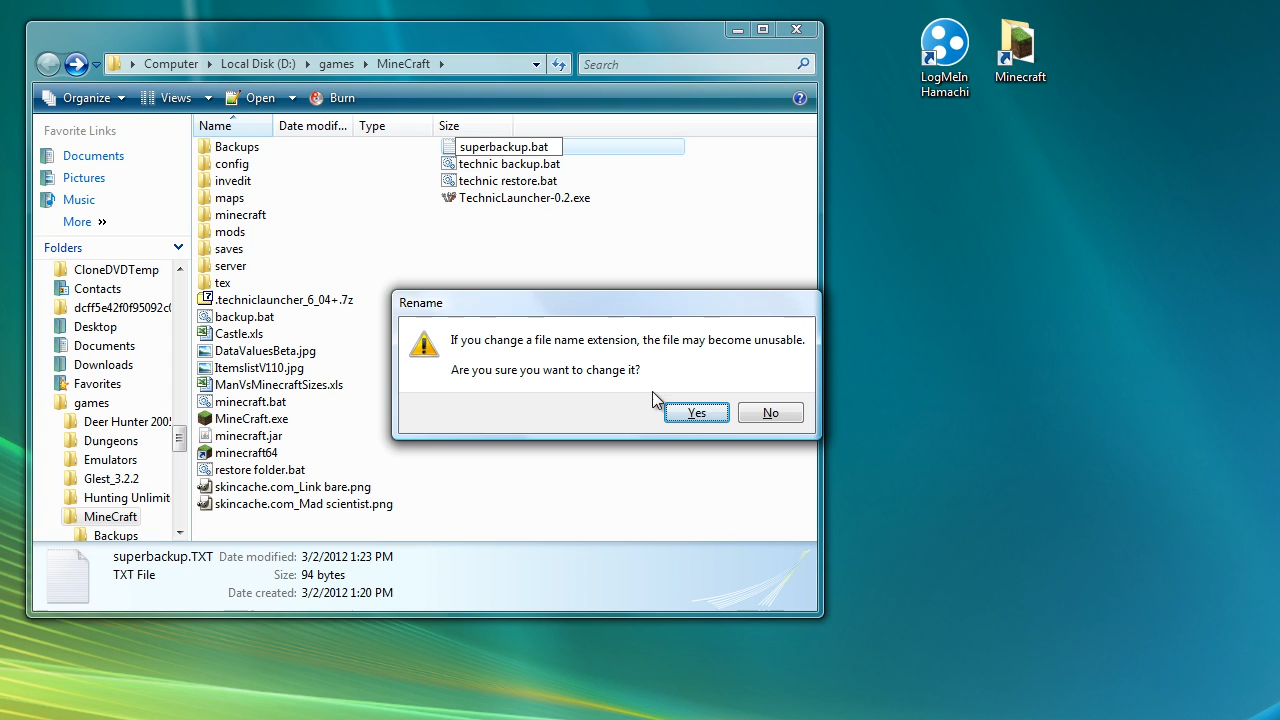 LogMeIn
Hamachi
Minecraft
Computer Local Disk (D:) games MineCraft
Search
Organize Views Open Burn
Favorite Links
Documents
Pictures
Music
More »
Folders
CloneDVDTemp
Contacts
dcff5e42f0f95092c0
Desktop
Documents
Downloads
Favorites
games
Deer Hunter 2005
Dungeons
Emulators
Glest_3.2.2
Hunting Unlimit
MineCraft
Backups
Name Date modif... Type Size
Backups
config
invedit
maps
minecraft
mods
saves
server
tex
.techniclauncher_6_04+.7z
backup.bat
Castle.xls
DataValuesBeta.jpg
ItemslistV110.jpg
ManVsMinecraftSizes.xls
minecraft.bat
MineCraft.exe
minecraft.jar
minecraft64
restore folder.bat
skincache.com_Link bare.png
skincache.com_Mad scientist.png
superbackup.bat
technic backup.bat
technic restore.bat
TechnicLauncher-0.2.exe
Rename
If you change a file name extension, the file may become unusable.
Are you sure you want to change it?
Yes No
superbackup.TXT Date modified: 3/2/2012 1:23 PM
TXT File Size: 94 bytes
Date created: 3/2/2012 1:20 PM